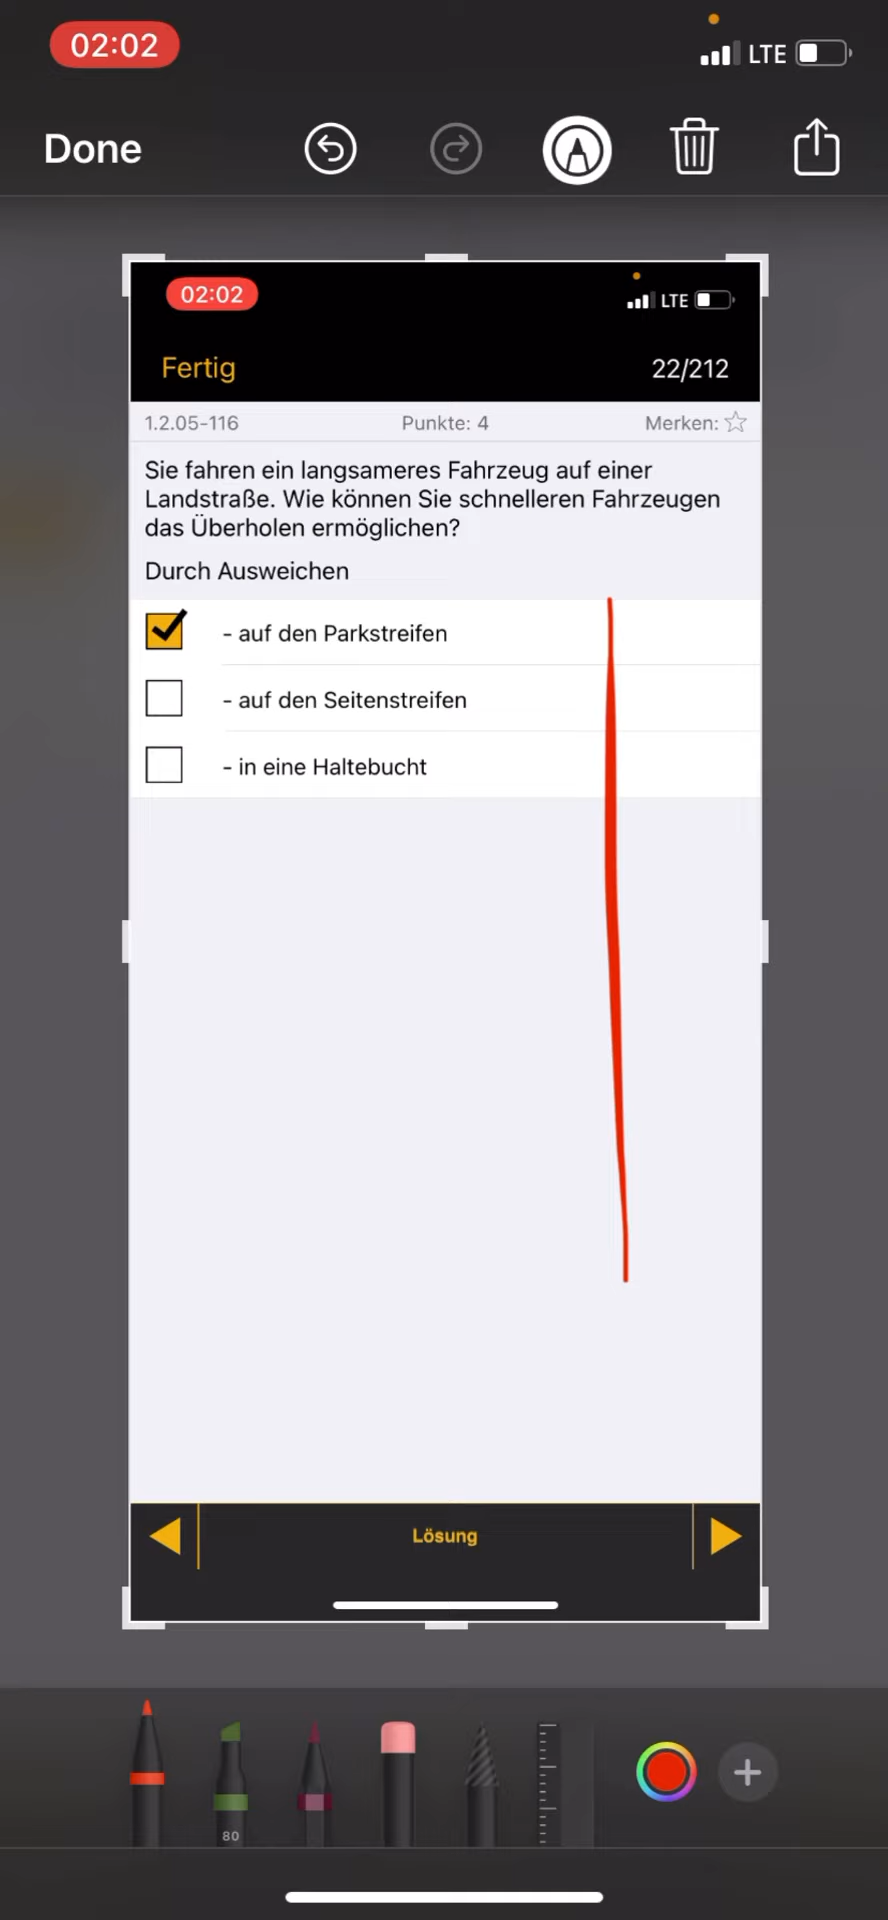 02:02
LTE
Done
02:02
LTE
Fertig
22/212
1.2.05-116 Punkte: 4 Merken:
Sie fahren ein langsameres Fahrzeug auf einer
Landstraße. Wie können Sie schnelleren Fahrzeugen
das Überholen ermöglichen?
Durch Ausweichen
- auf den Parkstreifen
- auf den Seitenstreifen
- in eine Haltebucht
Lösung
80